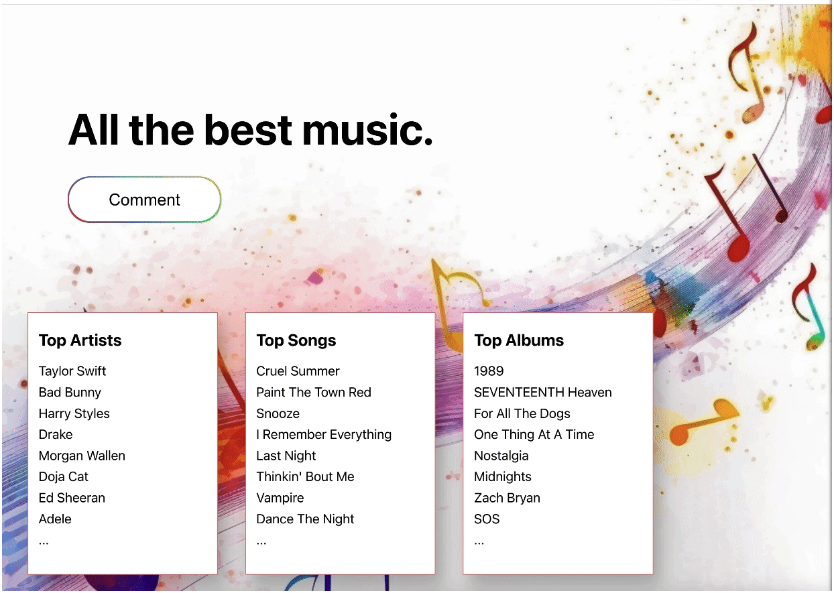 All the best music.
Comment
Top Artists
Taylor Swift
Bad Bunny
Harry Styles
Drake
Morgan Wallen
Doja Cat
Ed Sheeran
Adele
...
Top Songs
Cruel Summer
Paint The Town Red
Snooze
I Remember Everything
Last Night
Thinkin' Bout Me
Vampire
Dance The Night
...
Top Albums
1989
SEVENTEENTH Heaven
For All The Dogs
One Thing At A Time
Nostalgia
Midnights
Zach Bryan
SOS
...